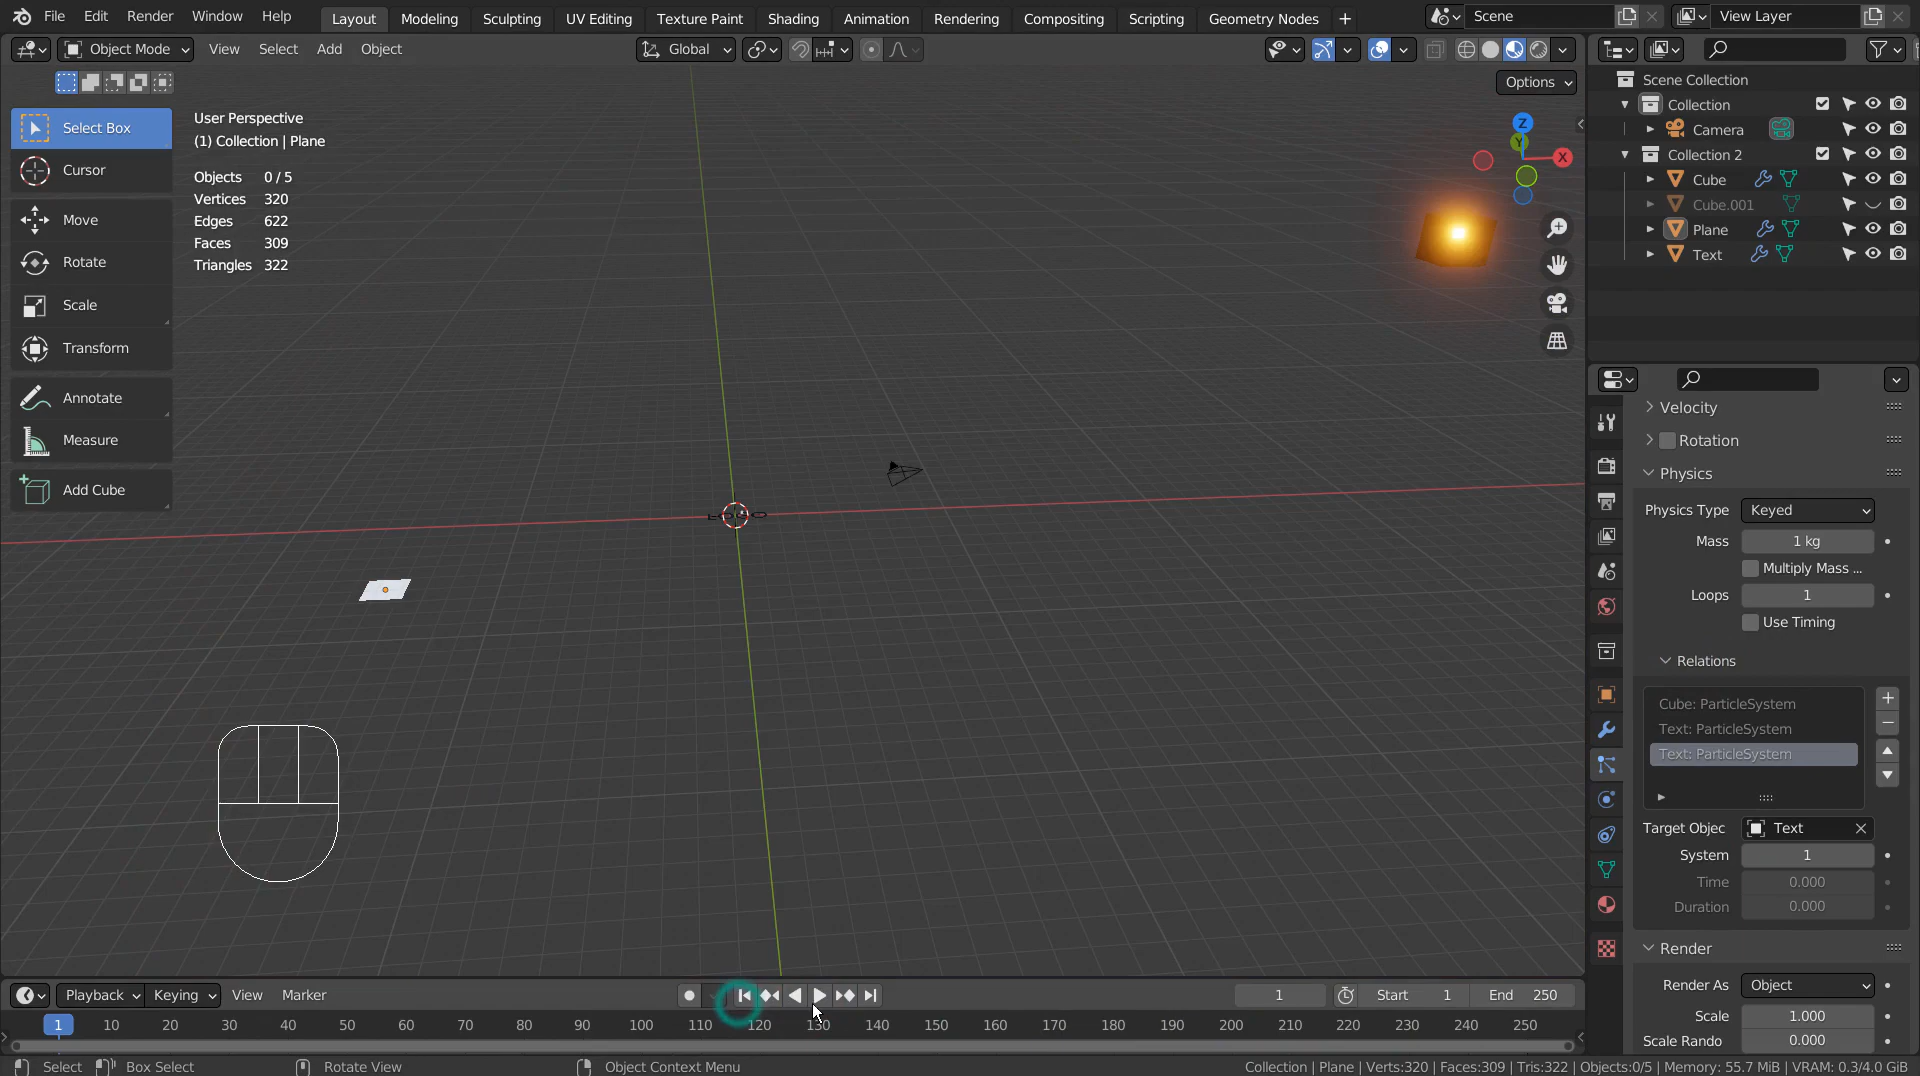 File Edit Render Window Help Layout Modeling Sculpting UV Editing Texture Paint Shading Animation Rendering Compositing Scripting Geometry Nodes + Scene View Layer
Object Mode View Select Add Object Global
Options
Select Box
Cursor
Move
Rotate
Scale
Transform
Annotate
Measure
Add Cube
User Perspective
(1) Collection | Plane
Objects 0 / 5
Vertices 320
Edges 622
Faces 309
Triangles 322
Z
Y
X
Scene Collection
Collection
Camera
Collection 2
Cube
Cube.001
Plane
Text
Velocity
Rotation
Physics
Physics Type Keyed
Mass 1 kg
Multiply Mass ...
Loops 1
Use Timing
Relations
Cube: ParticleSystem
Text: ParticleSystem
Text: ParticleSystem
Target Objec Text
System 1
Time 0.000
Duration 0.000
Render
Render As Object
Scale 1.000
Scale Rando 0.000
Playback Keying View Marker 1 Start 1 End 250
1 10 20 30 40 50 60 70 80 90 100 110 120 130 140 150 160 170 180 190 200 210 220 230 240 250
Select Box Select Rotate View Object Context Menu Collection | Plane | Verts:320 | Faces:309 | Tris:322 | Objects:0/5 | Memory: 55.7 MiB | VRAM: 0.3/4.0 GiB